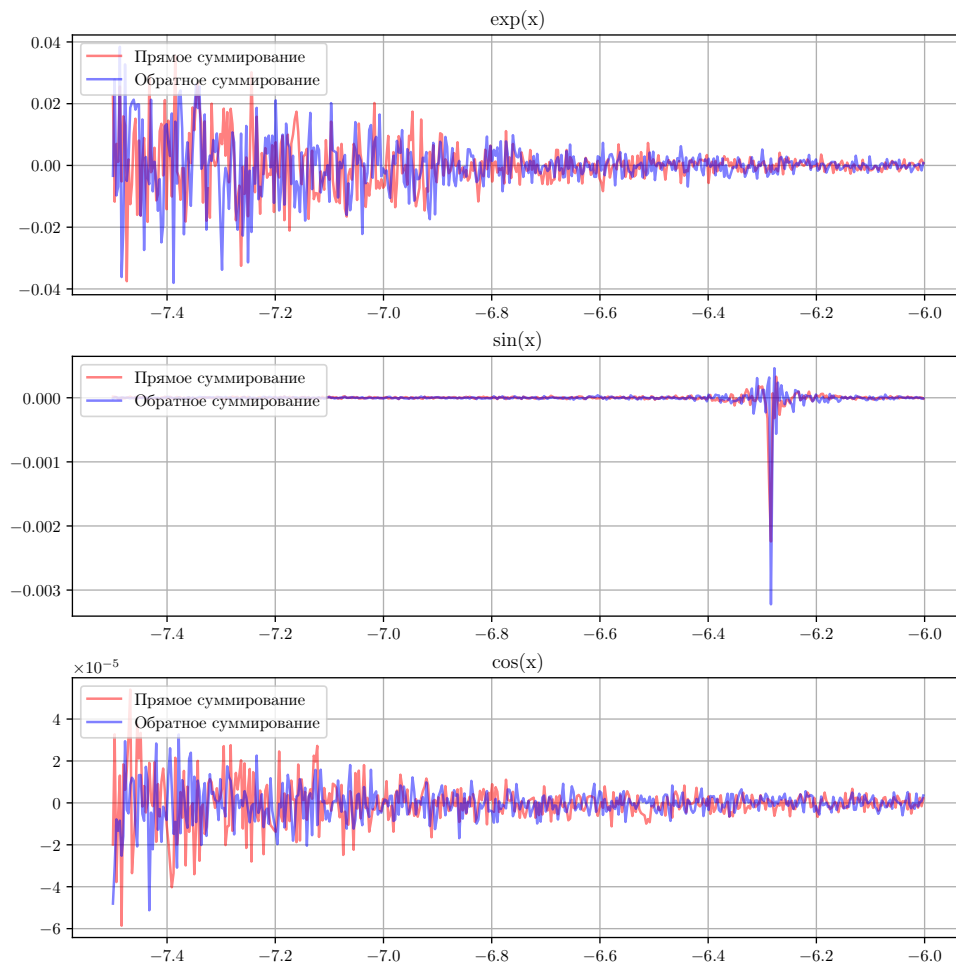 exp(x)
0.04
0.02
0.00
−0.02
−0.04
Прямое суммирование
Обратное суммирование
−7.4 −7.2 −7.0 −6.8 −6.6 −6.4 −6.2 −6.0
sin(x)
0.000
−0.001
−0.002
−0.003
Прямое суммирование
Обратное суммирование
−7.4 −7.2 −7.0 −6.8 −6.6 −6.4 −6.2 −6.0
×10⁻⁵
cos(x)
4
2
0
−2
−4
−6
Прямое суммирование
Обратное суммирование
−7.4 −7.2 −7.0 −6.8 −6.6 −6.4 −6.2 −6.0